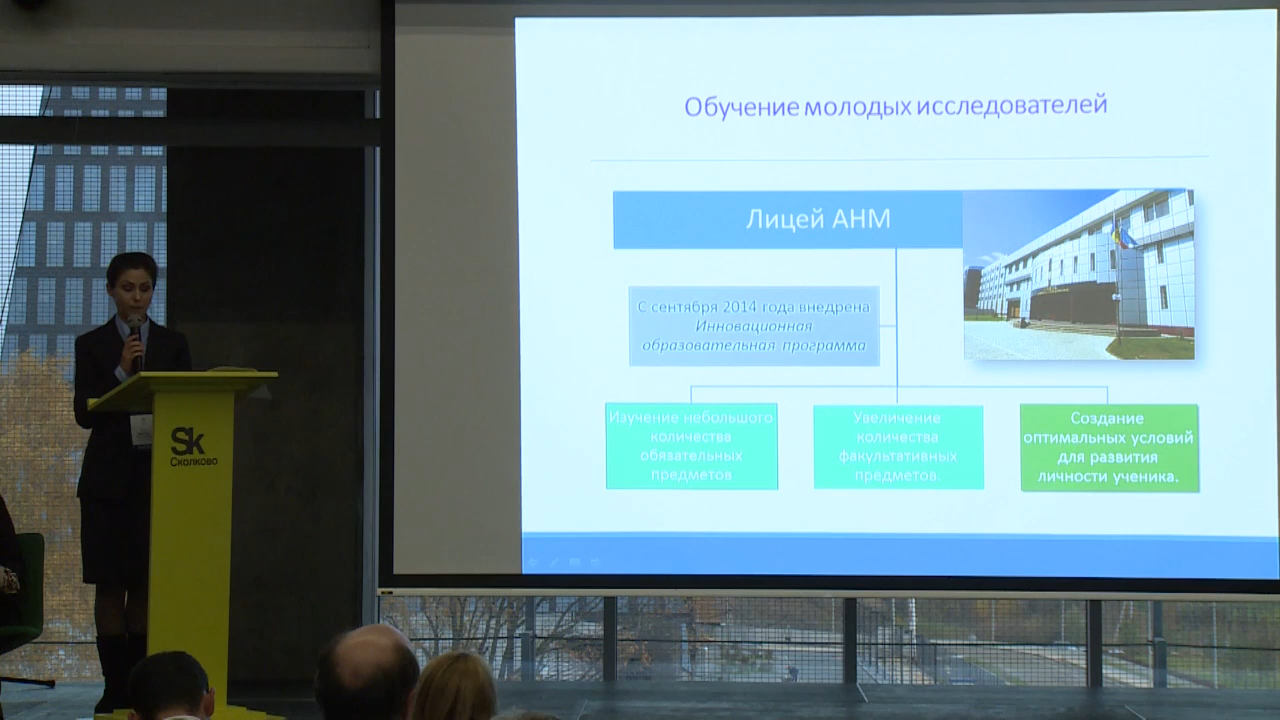 Обучение молодых исследователей
Лицей АНМ
С сентября 2014 года внедрена
Инновационная
образовательная программа
Изучение небольшого
количества
обязательных
предметов
Увеличение
количества
факультативных
предметов.
Создание
оптимальных условий
для развития
личности ученика.
Sk
Сколково